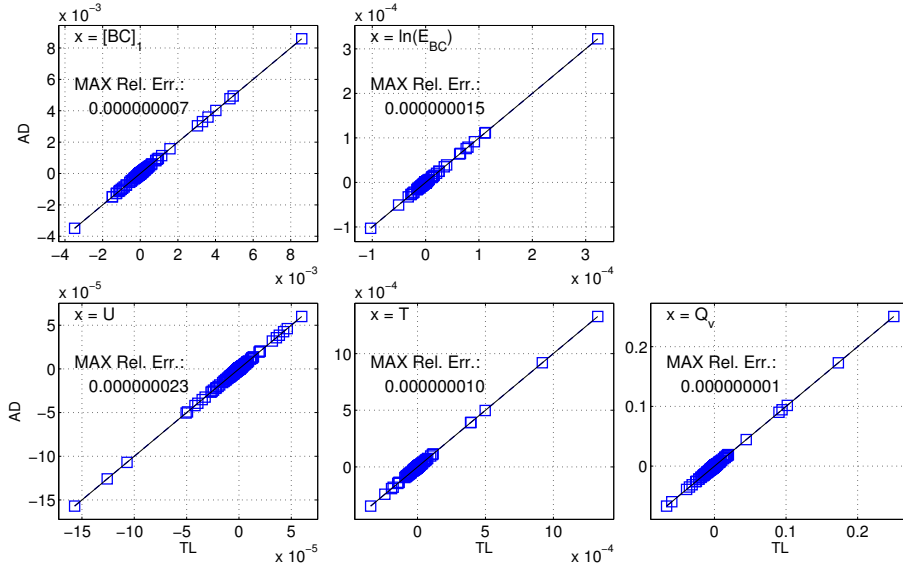 x 10⁻³
x = [BC]₁
MAX Rel. Err.:
0.000000007
8
6
4
2
0
−2
−4
AD
−4 −2 0 2 4 6 8
x 10⁻³
x 10⁻⁴
x = ln(E_BC)
MAX Rel. Err.:
0.000000015
3
2
1
0
−1
−1 0 1 2 3
x 10⁻⁴
x 10⁻⁵
x = U
MAX Rel. Err.:
0.000000023
5
0
−5
−10
−15
AD
−15 −10 −5 0 5
TL
x 10⁻⁵
x 10⁻⁴
x = T
MAX Rel. Err.:
0.000000010
10
5
0
0 5 10
TL
x 10⁻⁴
x = Qᵥ
MAX Rel. Err.:
0.000000001
0.2
0.1
0
0 0.1 0.2
TL